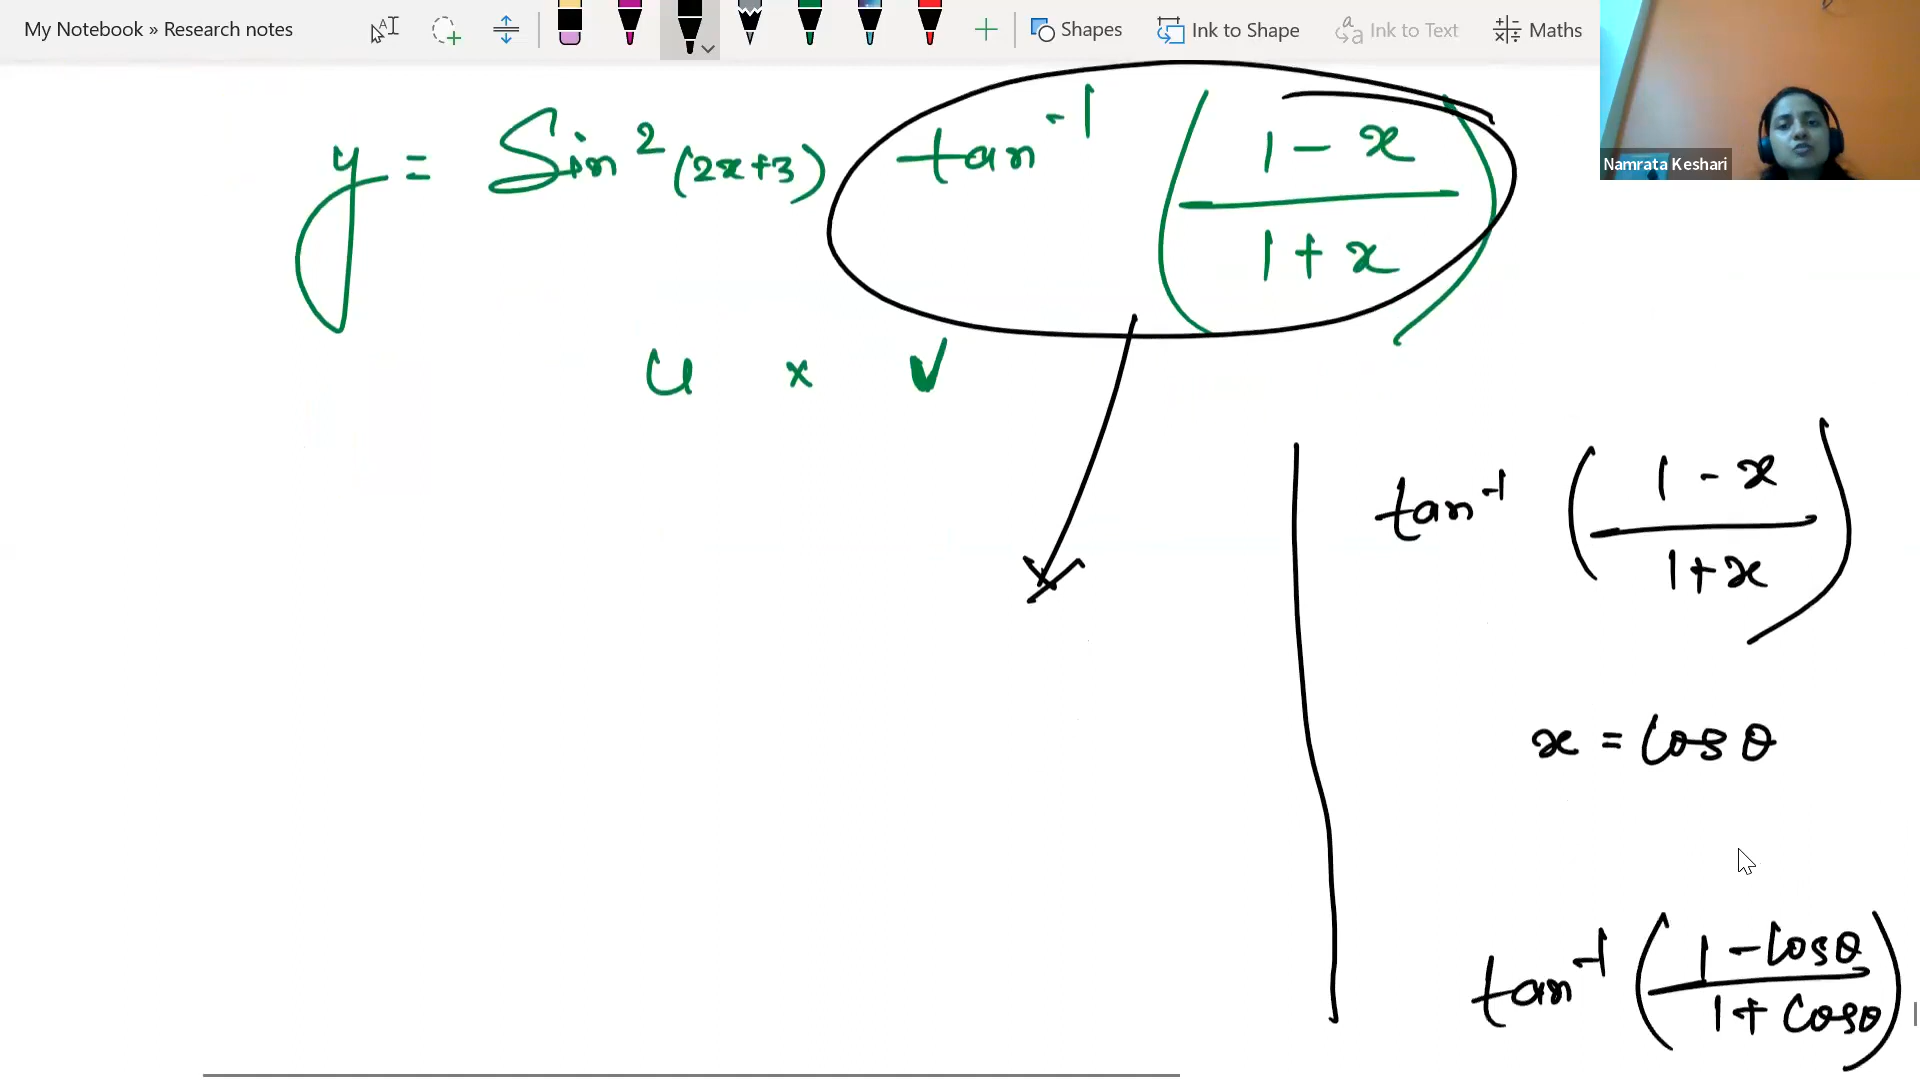 My Notebook » Research notes
Shapes
Ink to Shape
Ink to Text
Maths
Namrata Keshari
y = Sin² (2x+3) tan⁻¹ ( (1 - x) / (1 + x) )
u × v
tan⁻¹ ( (1 - x) / (1 + x) )
x = Cos θ
tan⁻¹ ( (1 - Cos θ) / (1 + Cos θ) )